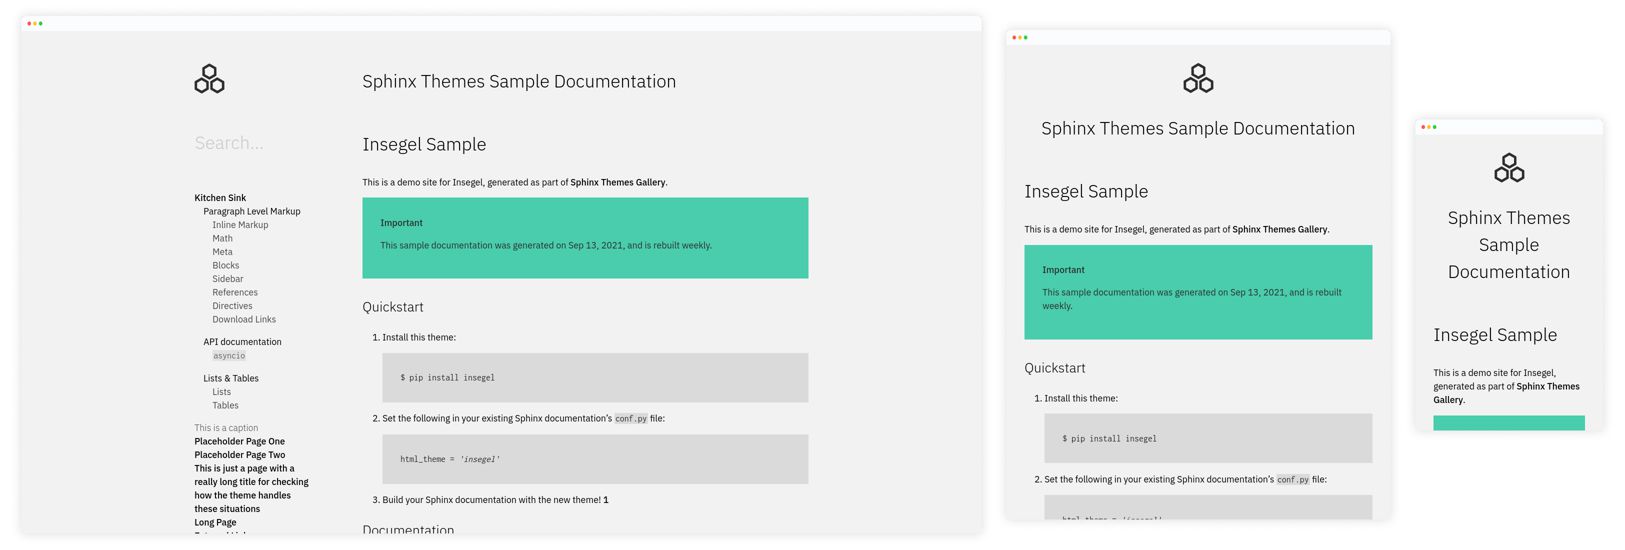 Sphinx Themes Sample Documentation
Search...
Kitchen Sink
Paragraph Level Markup
Inline Markup
Math
Meta
Blocks
Sidebar
References
Directives
Download Links
API documentation
asyncio
Lists & Tables
Lists
Tables
This is a caption
Placeholder Page One
Placeholder Page Two
This is just a page with a
really long title for checking
how the theme handles
these situations
Long Page
Insegel Sample
This is a demo site for Insegel, generated as part of Sphinx Themes Gallery.
Important
This sample documentation was generated on Sep 13, 2021, and is rebuilt weekly.
Quickstart
1. Install this theme:
$ pip install insegel
2. Set the following in your existing Sphinx documentation’s conf.py file:
html_theme = 'insegel'
3. Build your Sphinx documentation with the new theme! 1
Documentation
Sphinx Themes Sample Documentation
Insegel Sample
This is a demo site for Insegel, generated as part of Sphinx Themes Gallery.
Important
This sample documentation was generated on Sep 13, 2021, and is rebuilt
weekly.
Quickstart
1. Install this theme:
$ pip install insegel
2. Set the following in your existing Sphinx documentation’s conf.py file:
html_theme = 'insegel'
Sphinx Themes
Sample
Documentation
Insegel Sample
This is a demo site for Insegel,
generated as part of Sphinx Themes
Gallery.